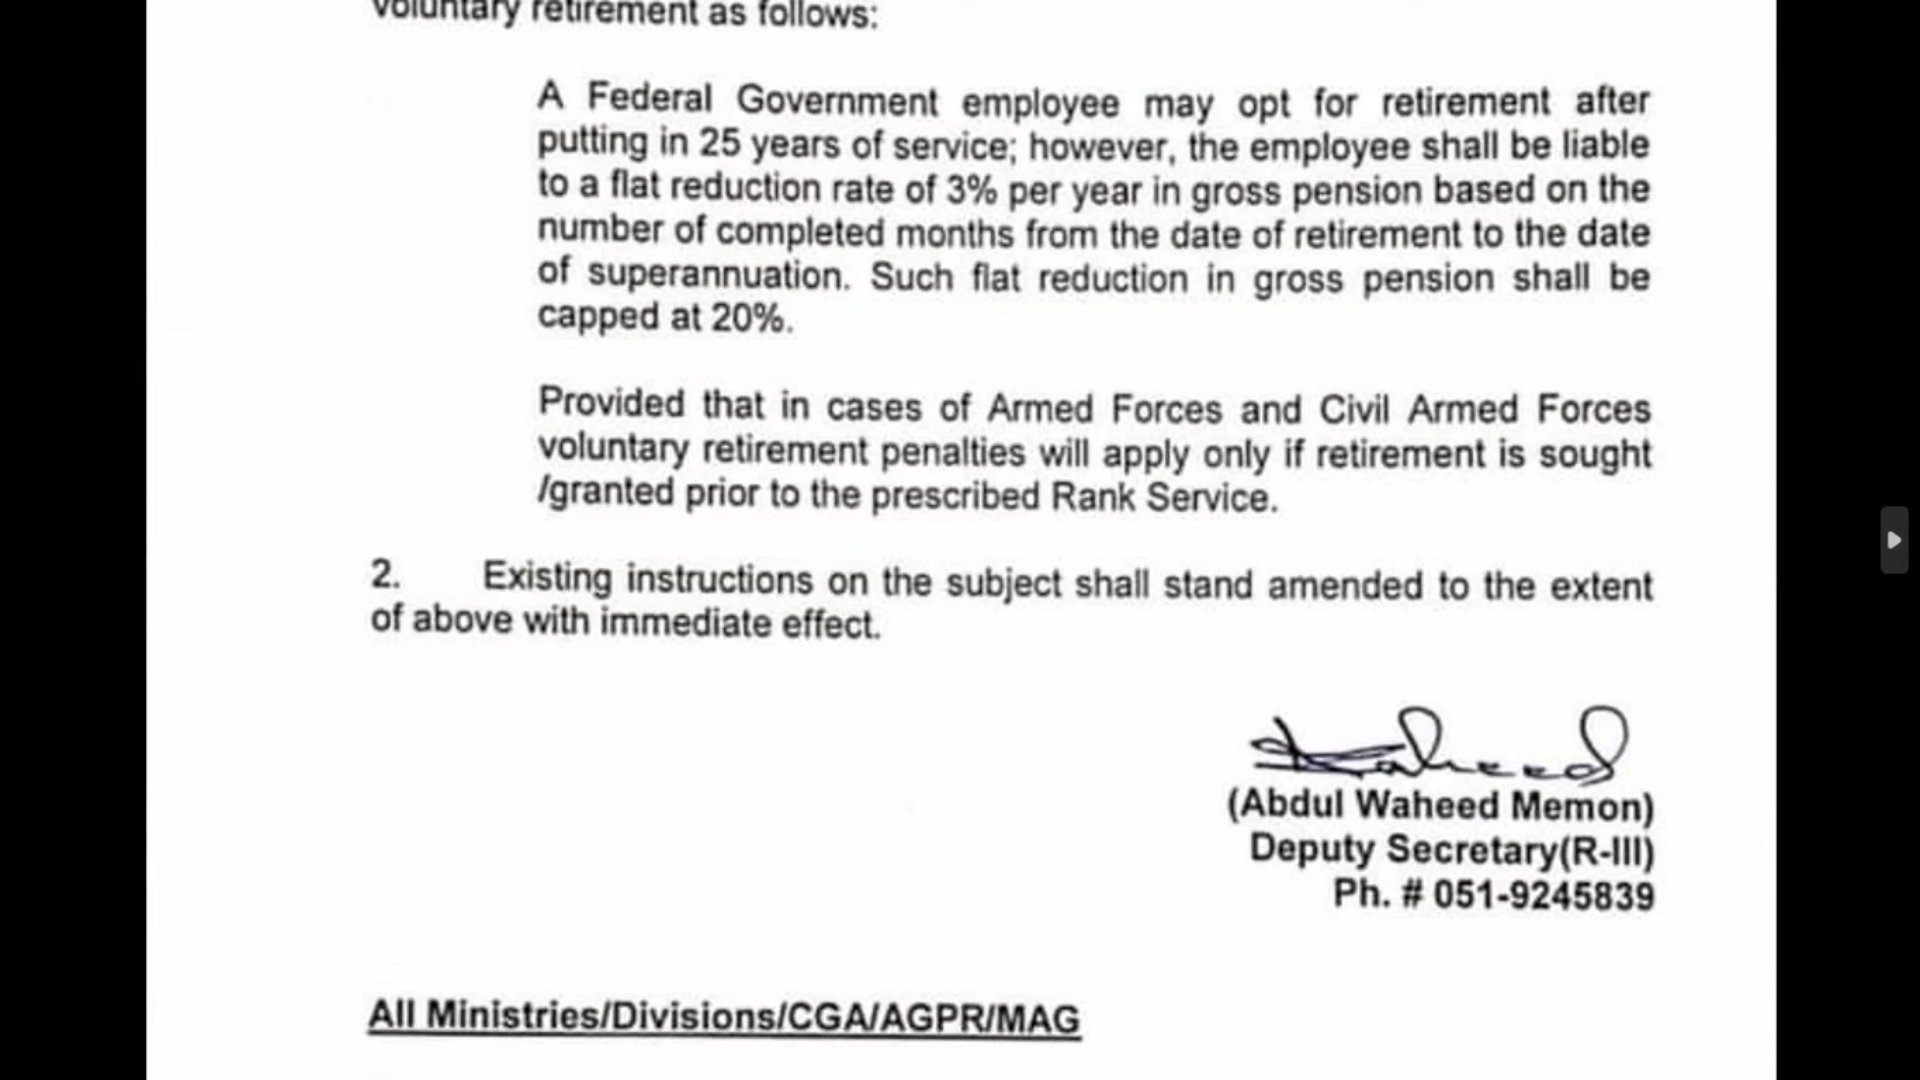 voluntary retirement as follows:
A Federal Government employee may opt for retirement after
putting in 25 years of service; however, the employee shall be liable
to a flat reduction rate of 3% per year in gross pension based on the
number of completed months from the date of retirement to the date
of superannuation. Such flat reduction in gross pension shall be
capped at 20%.
Provided that in cases of Armed Forces and Civil Armed Forces
voluntary retirement penalties will apply only if retirement is sought
/granted prior to the prescribed Rank Service.
2. Existing instructions on the subject shall stand amended to the extent
of above with immediate effect.
Waheed
(Abdul Waheed Memon)
Deputy Secretary(R-III)
Ph. # 051-9245839
All Ministries/Divisions/CGA/AGPR/MAG